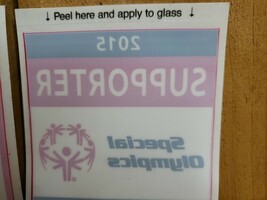 ↓ Peel here and apply to glass ↓
2015
SUPPORTER
Special
Olympics